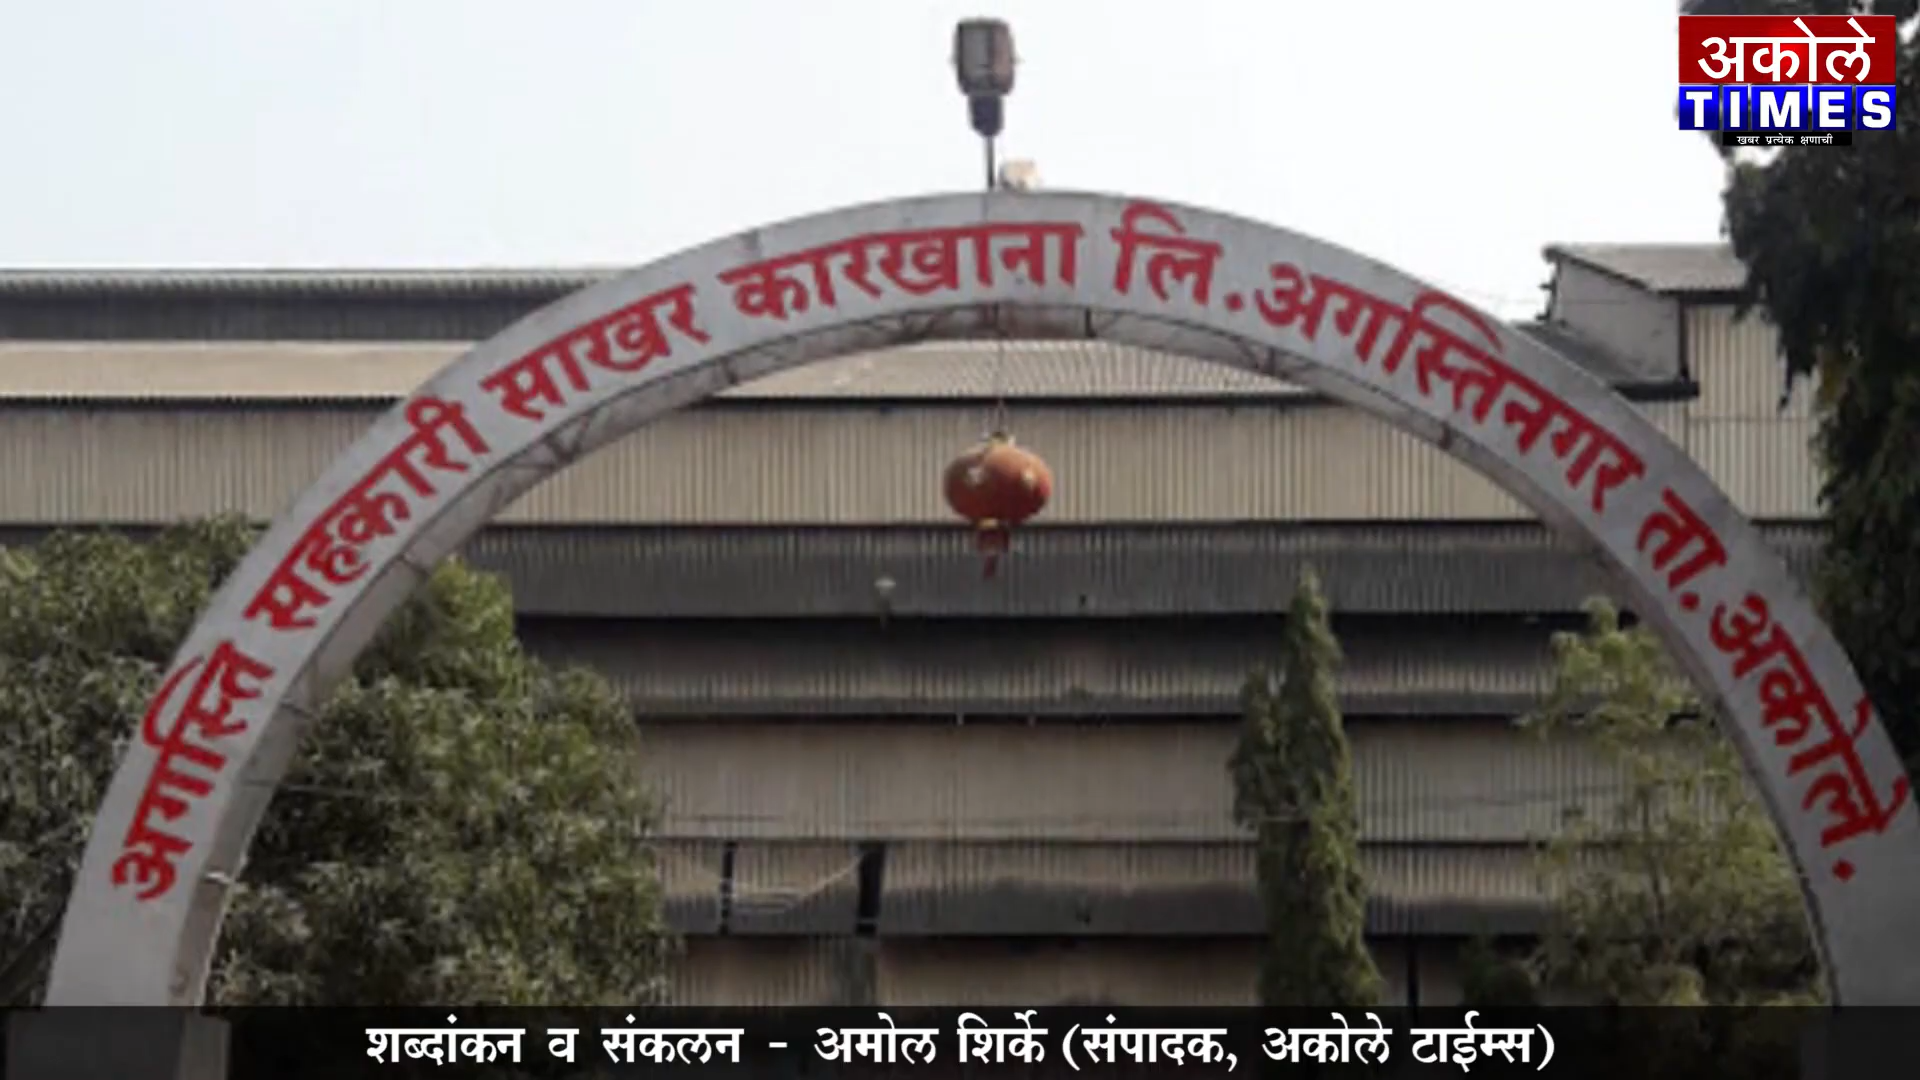 अकोले
TIMES
खबर प्रत्येक क्षणाची
अगस्ति सहकारी साखर कारखाना लि.अगस्तिनगर ता.अकोले.
शब्दांकन व संकलन - अमोल शिर्के (संपादक, अकोले टाईम्स)